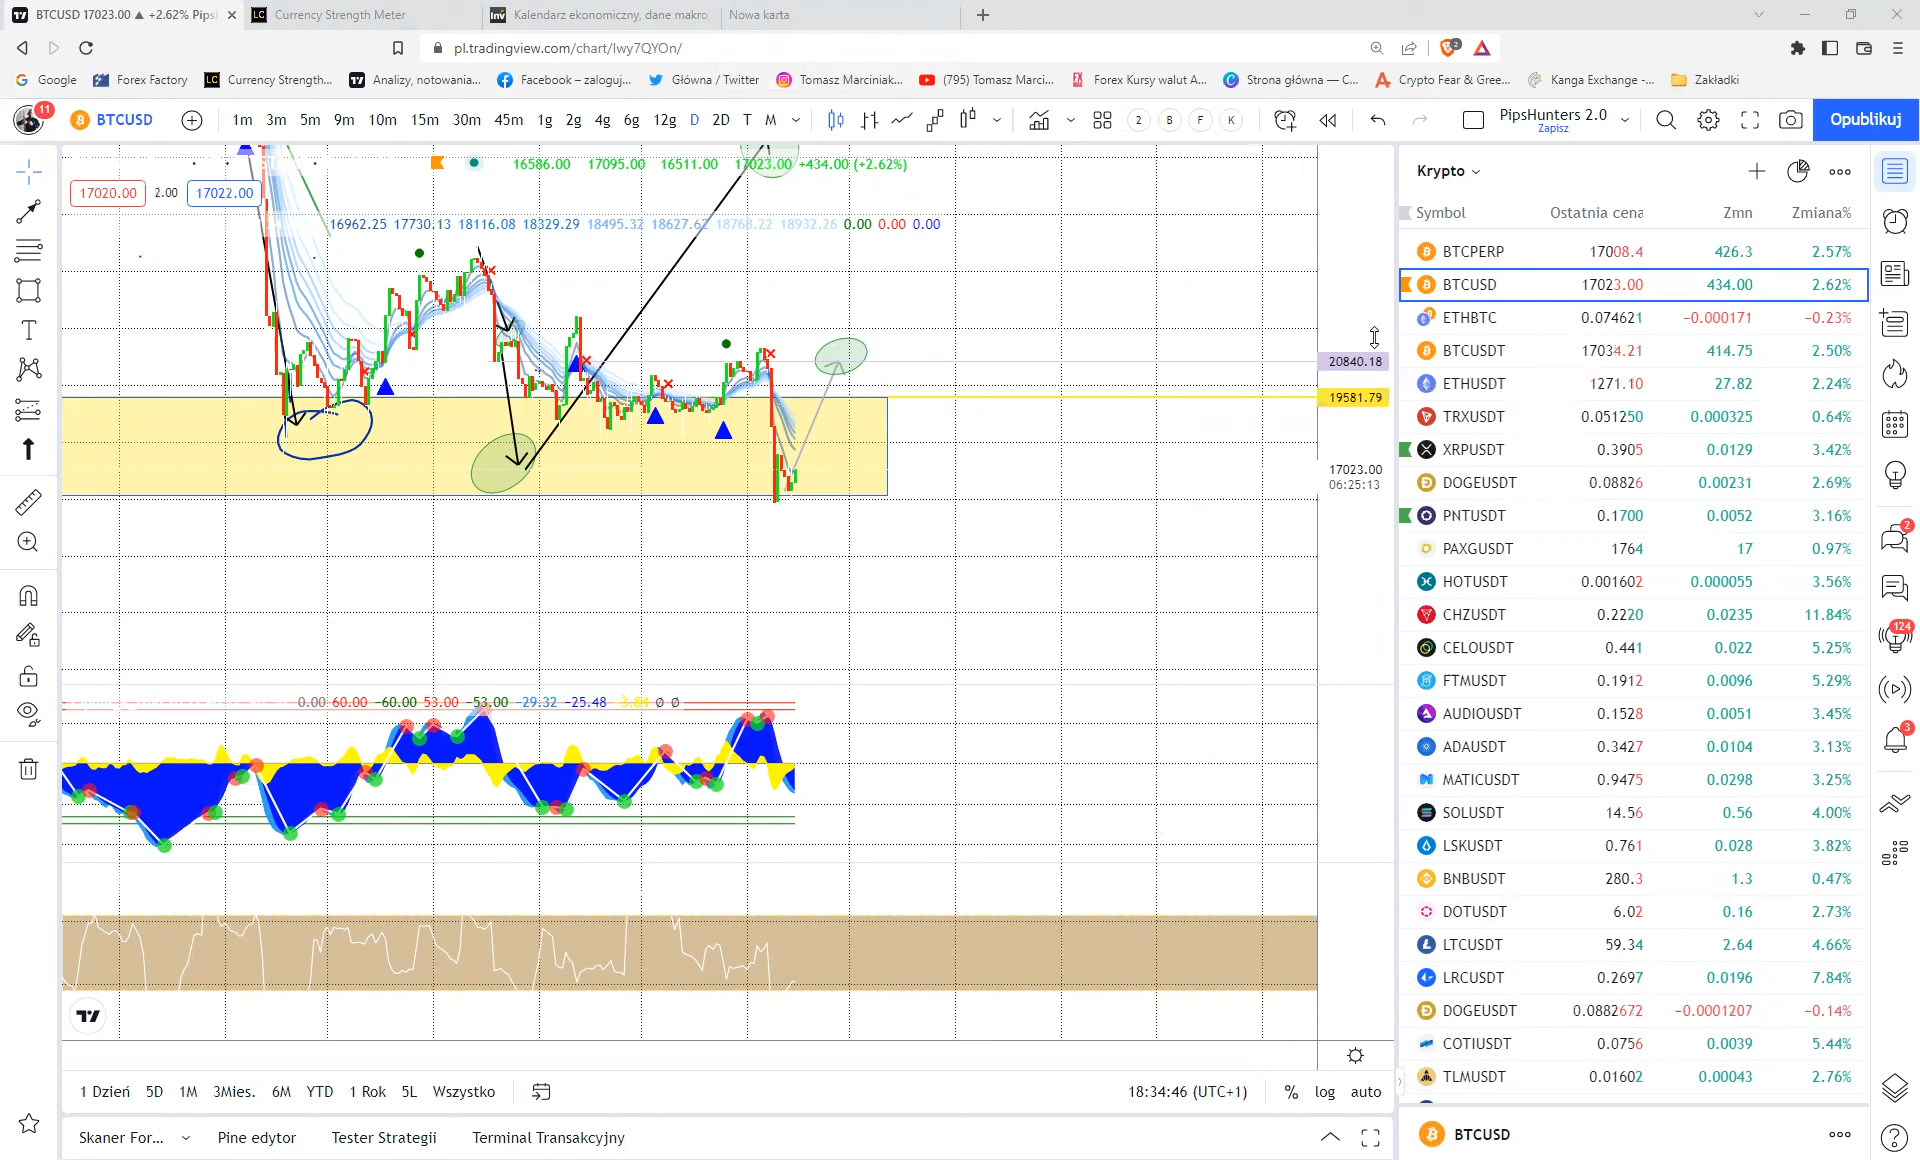 BTCUSD 17023.00 ▲ +2.62% Pips
Currency Strength Meter
Kalendarz ekonomiczny, dane makro,
Nowa karta
pl.tradingview.com/chart/Iwy7QYOn/
2
Google
Forex Factory
Currency Strength...
Analizy, notowania...
Facebook – zaloguj...
Główna / Twitter
Tomasz Marciniak...
(795) Tomasz Marci...
Forex Kursy walut A...
Strona główna — C...
Crypto Fear & Gree...
Kanga Exchange -...
Zakładki
11
BTCUSD
1m 3m 5m 9m 10m 15m 30m 45m 1g 2g 4g 6g 12g D 2D T M
2 B F K
PipsHunters 2.0
Zapisz
Opublikuj
16586.00 17095.00 16511.00 17023.00 +434.00 (+2.62%)
17020.00 2.00 17022.00
16962.25 17730.13 18116.08 18329.29 18495.32 18627.62 18768.22 18932.26 0.00 0.00 0.00
20840.18
19581.79
17023.00
06:25:13
0.00 60.00 −60.00 53.00 −53.00 −29.32 −25.48 3.84 Ø Ø
1 Dzień 5D 1M 3Mies. 6M YTD 1 Rok 5L Wszystko
18:34:46 (UTC+1) % log auto
Skaner For... Pine edytor Tester Strategii Terminal Transakcyjny
Krypto
Symbol Ostatnia cena Zmn Zmiana%
BTCPERP 17008.4 426.3 2.57%
BTCUSD 17023.00 434.00 2.62%
ETHBTC 0.074621 −0.000171 −0.23%
BTCUSDT 17034.21 414.75 2.50%
ETHUSDT 1271.10 27.82 2.24%
TRXUSDT 0.051250 0.000325 0.64%
XRPUSDT 0.3905 0.0129 3.42%
DOGEUSDT 0.08826 0.00231 2.69%
PNTUSDT 0.1700 0.0052 3.16%
PAXGUSDT 1764 17 0.97%
HOTUSDT 0.001602 0.000055 3.56%
CHZUSDT 0.2220 0.0235 11.84%
CELOUSDT 0.441 0.022 5.25%
FTMUSDT 0.1912 0.0096 5.29%
AUDIOUSDT 0.1528 0.0051 3.45%
ADAUSDT 0.3427 0.0104 3.13%
MATICUSDT 0.9475 0.0298 3.25%
SOLUSDT 14.56 0.56 4.00%
LSKUSDT 0.761 0.028 3.82%
BNBUSDT 280.3 1.3 0.47%
DOTUSDT 6.02 0.16 2.73%
LTCUSDT 59.34 2.64 4.66%
LRCUSDT 0.2697 0.0196 7.84%
DOGEUSDT 0.0882672 −0.0001207 −0.14%
COTIUSDT 0.0756 0.0039 5.44%
TLMUSDT 0.01602 0.00043 2.76%
BTCUSD
2
124
3